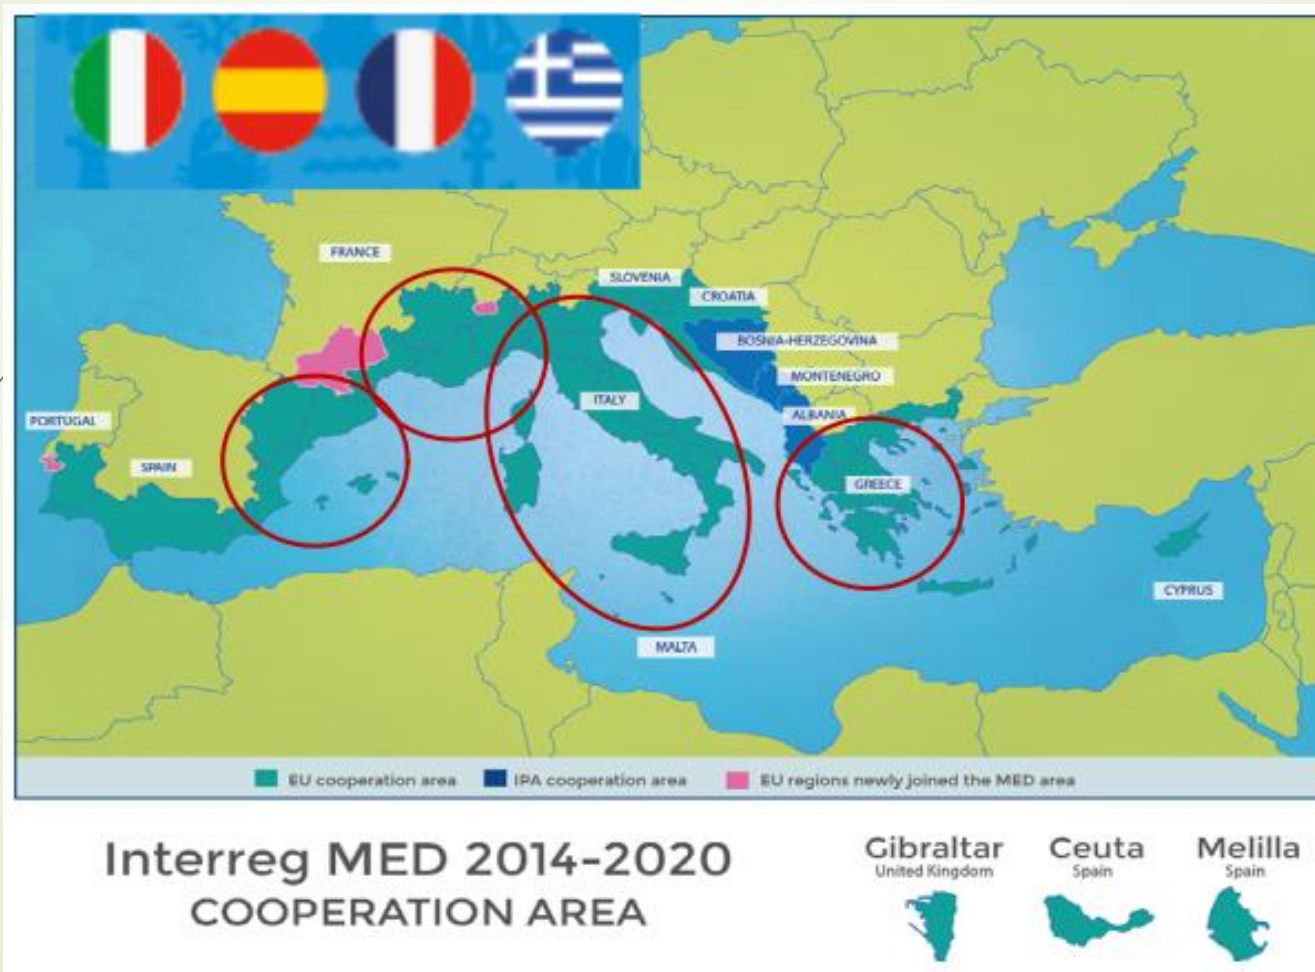 FRANCE
SLOVENIA
CROATIA
BOSNIA-HERZEGOVINA
MONTENEGRO
ITALY
ALBANIA
PORTUGAL
SPAIN
GREECE
CYPRUS
MALTA
EU cooperation area
IPA cooperation area
EU regions newly joined the MED area
Interreg MED 2014-2020
COOPERATION AREA
Gibraltar
United Kingdom
Ceuta
Spain
Melilla
Spain